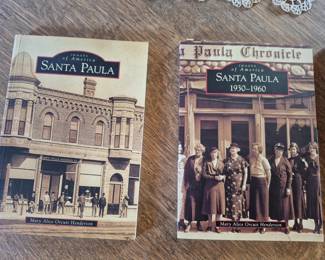 IMAGES
of America
SANTA PAULA
Mary Alice Orcutt Henderson
a Paula Chronicle
IMAGES
of America
SANTA PAULA
1930-1960
Mary Alice Orcutt Henderson